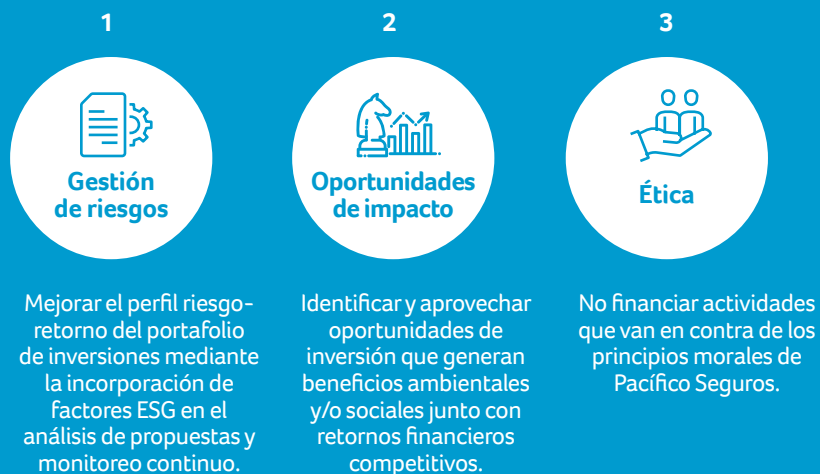 1
Gestión
de riesgos
Mejorar el perfil riesgo-
retorno del portafolio
de inversiones mediante
la incorporación de
factores ESG en el
análisis de propuestas y
monitoreo continuo.
2
Oportunidades
de impacto
Identificar y aprovechar
oportunidades de
inversión que generan
beneficios ambientales
y/o sociales junto con
retornos financieros
competitivos.
3
Ética
No financiar actividades
que van en contra de los
principios morales de
Pacífico Seguros.